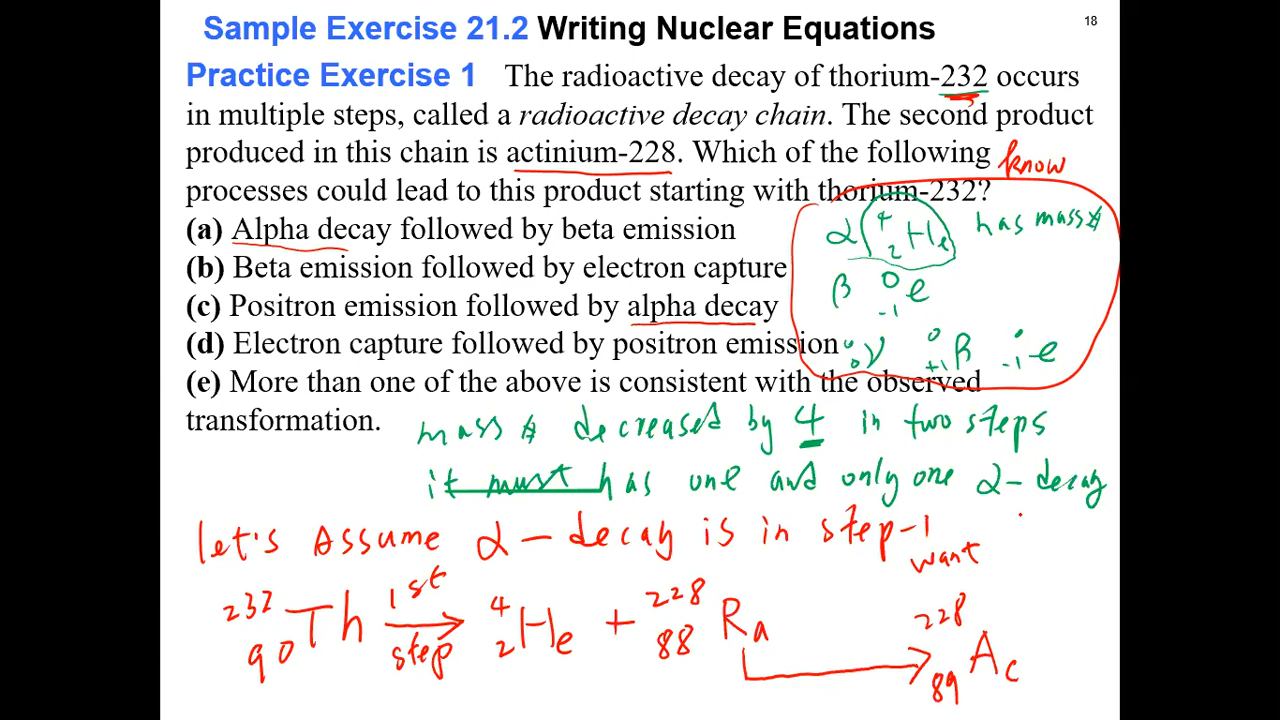 18
Sample Exercise 21.2 Writing Nuclear Equations
Practice Exercise 1 The radioactive decay of thorium-232 occurs
in multiple steps, called a radioactive decay chain. The second product
produced in this chain is actinium-228. Which of the following know
processes could lead to this product starting with thorium-232?
(a) Alpha decay followed by beta emission
α ⁴₂He has mass #
(b) Beta emission followed by electron capture
β ⁰₋₁e
(c) Positron emission followed by alpha decay
(d) Electron capture followed by positron emission
⁰₀γ ⁰₊₁β ⁰₋₁e
(e) More than one of the above is consistent with the observed
transformation.
mass # decreased by 4 in two steps
it must has one and only one α-decay
let's Assume α-decay is in step-1
want
²³²₉₀Th 1st step → ⁴₂He + ²²⁸₈₈Ra → ²²⁸₈₉Ac